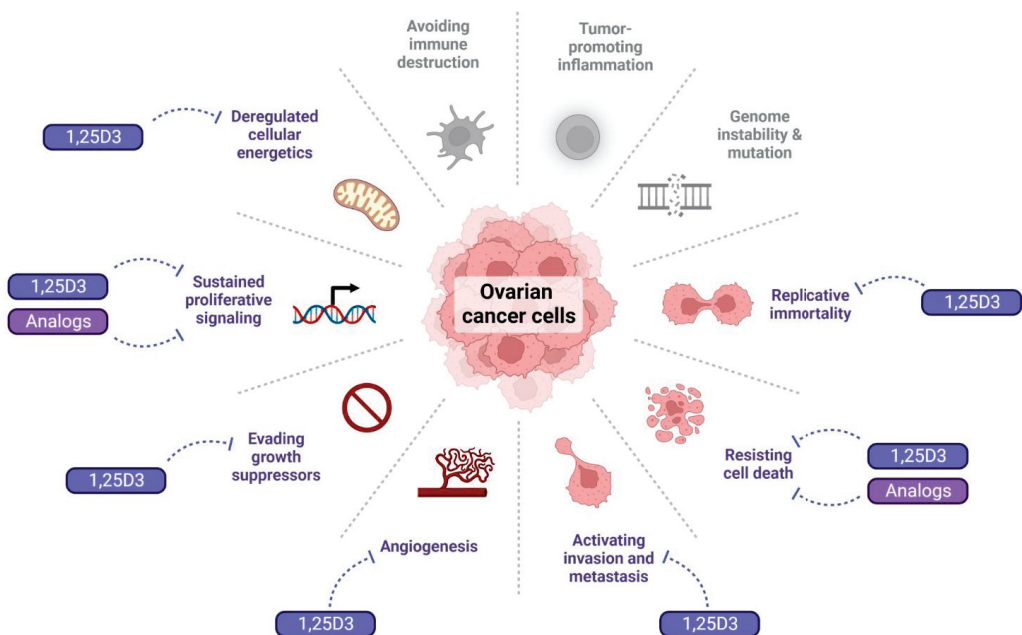 Avoiding
immune
destruction
Tumor-
promoting
inflammation
1,25D3
Deregulated
cellular
energetics
Genome
instability &
mutation
1,25D3
Analogs
Sustained
proliferative
signaling
Ovarian
cancer cells
Replicative
immortality
1,25D3
1,25D3
Evading
growth
suppressors
Resisting
cell death
1,25D3
Analogs
Angiogenesis
Activating
invasion and
metastasis
1,25D3
1,25D3